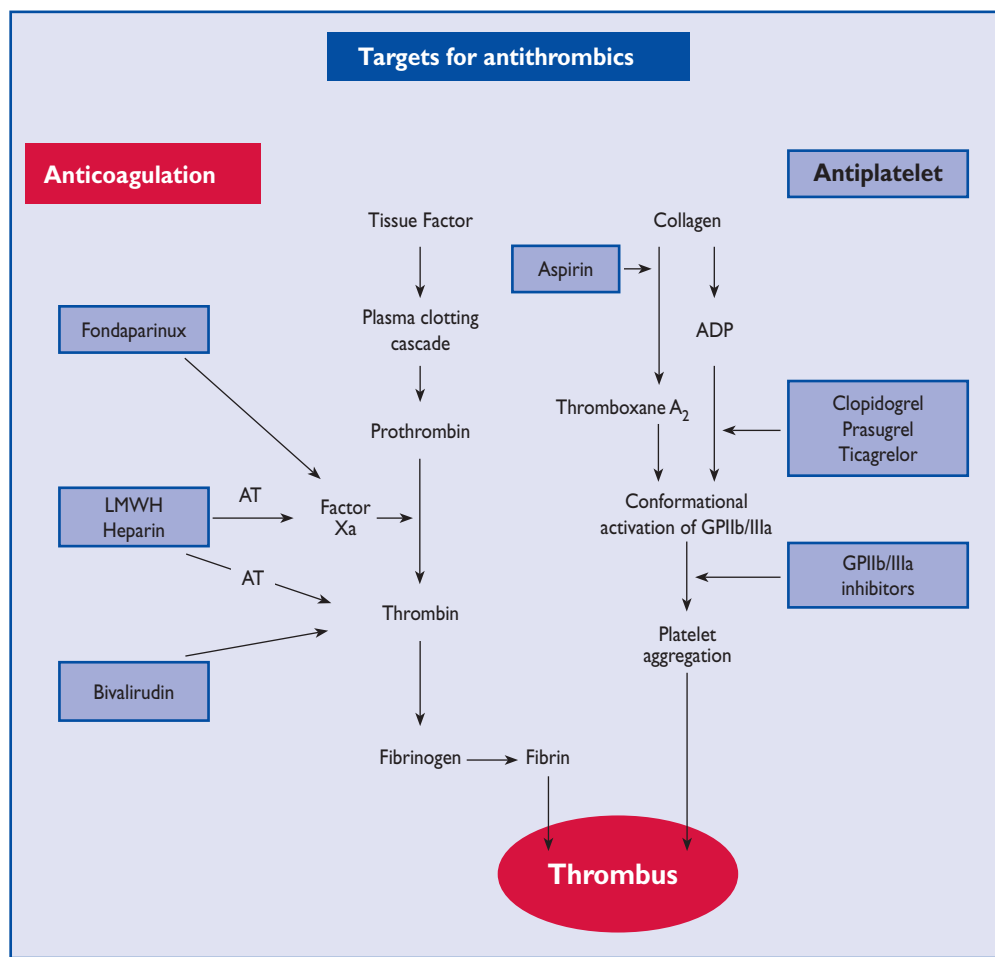 Targets for antithrombics
Anticoagulation
Antiplatelet
Tissue Factor
Collagen
Aspirin
Fondaparinux
Plasma clotting
cascade
ADP
Thromboxane A2
Clopidogrel
Prasugrel
Ticagrelor
Prothrombin
LMWH
Heparin
AT
AT
Factor
Xa
Conformational
activation of GPIIb/IIIa
GPIIb/IIIa
inhibitors
Thrombin
Platelet
aggregation
Bivalirudin
Fibrinogen
Fibrin
Thrombus